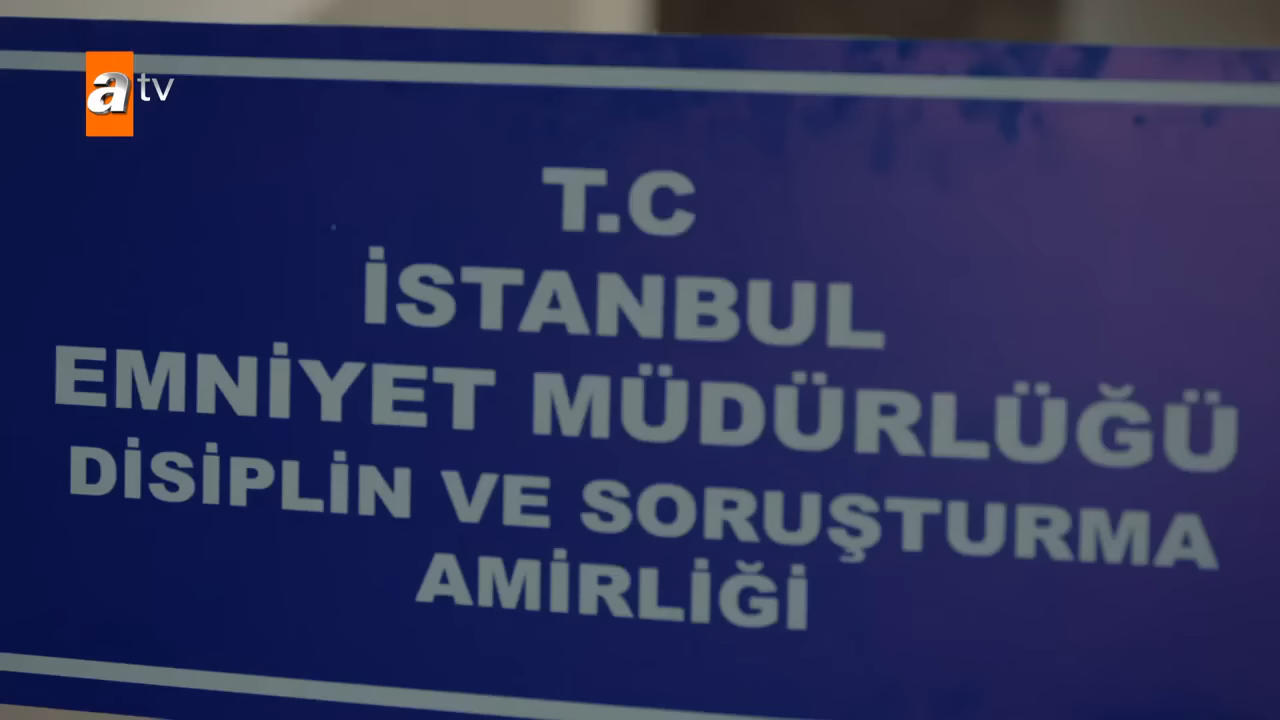 atv
T.C
İSTANBUL
EMNİYET MÜDÜRLÜĞÜ
DİSİPLİN VE SORUŞTURMA
AMİRLİĞİ